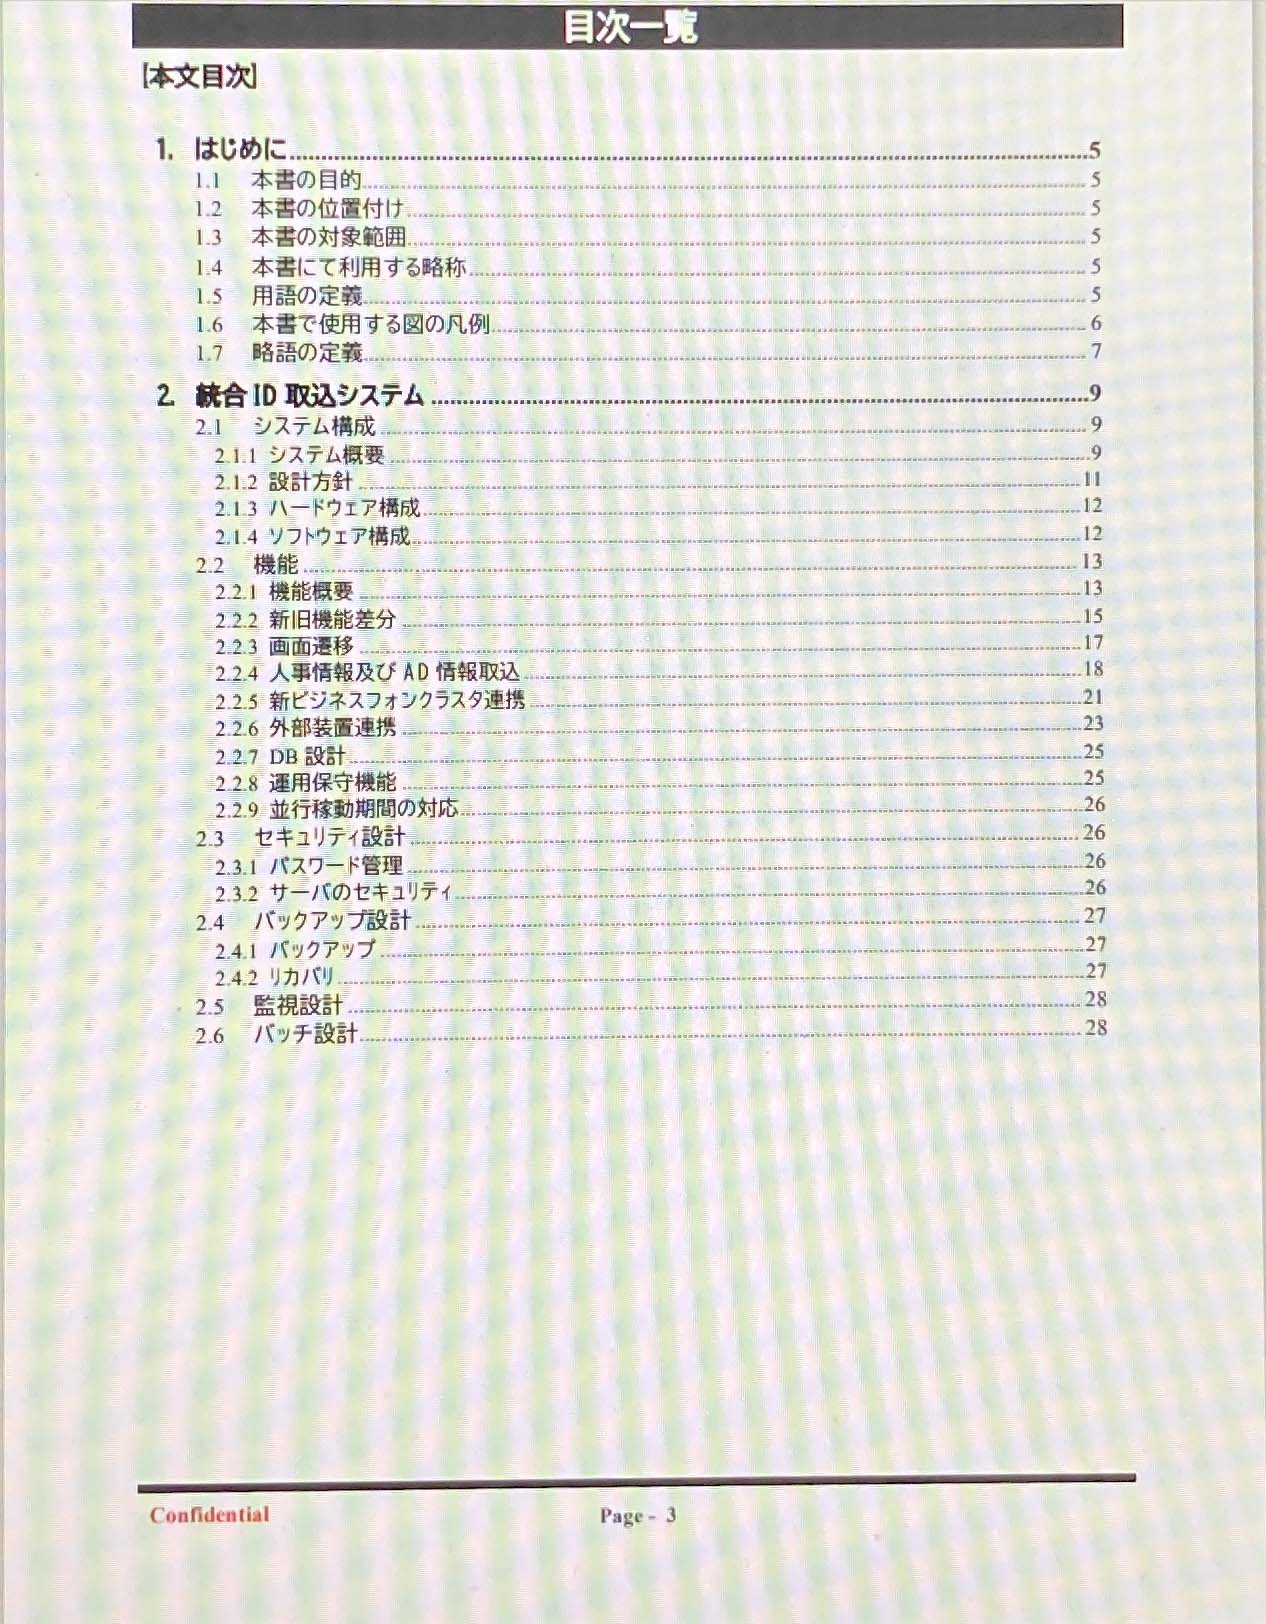 目次一覧
[本文目次]
1. はじめに 5
1.1 本書の目的 5
1.2 本書の位置付け 5
1.3 本書の対象範囲 5
1.4 本書にて利用する略称 5
1.5 用語の定義 5
1.6 本書で使用する図の凡例 6
1.7 略語の定義 7
2. 統合ID 取込システム 9
2.1 システム構成 9
2.1.1 システム概要 9
2.1.2 設計方針 11
2.1.3 ハードウェア構成 12
2.1.4 ソフトウェア構成 12
2.2 機能 13
2.2.1 機能概要 13
2.2.2 新旧機能差分 15
2.2.3 画面遷移 17
2.2.4 人事情報及び AD 情報取込 18
2.2.5 新ビジネスフォンクラスタ連携 21
2.2.6 外部装置連携 23
2.2.7 DB 設計 25
2.2.8 運用保守機能 25
2.2.9 並行稼動期間の対応 26
2.3 セキュリティ設計 26
2.3.1 パスワード管理 26
2.3.2 サーバのセキュリティ 26
2.4 バックアップ設計 27
2.4.1 バックアップ 27
2.4.2 リカバリ 27
2.5 監視設計 28
2.6 バッチ設計 28
Confidential Page - 3